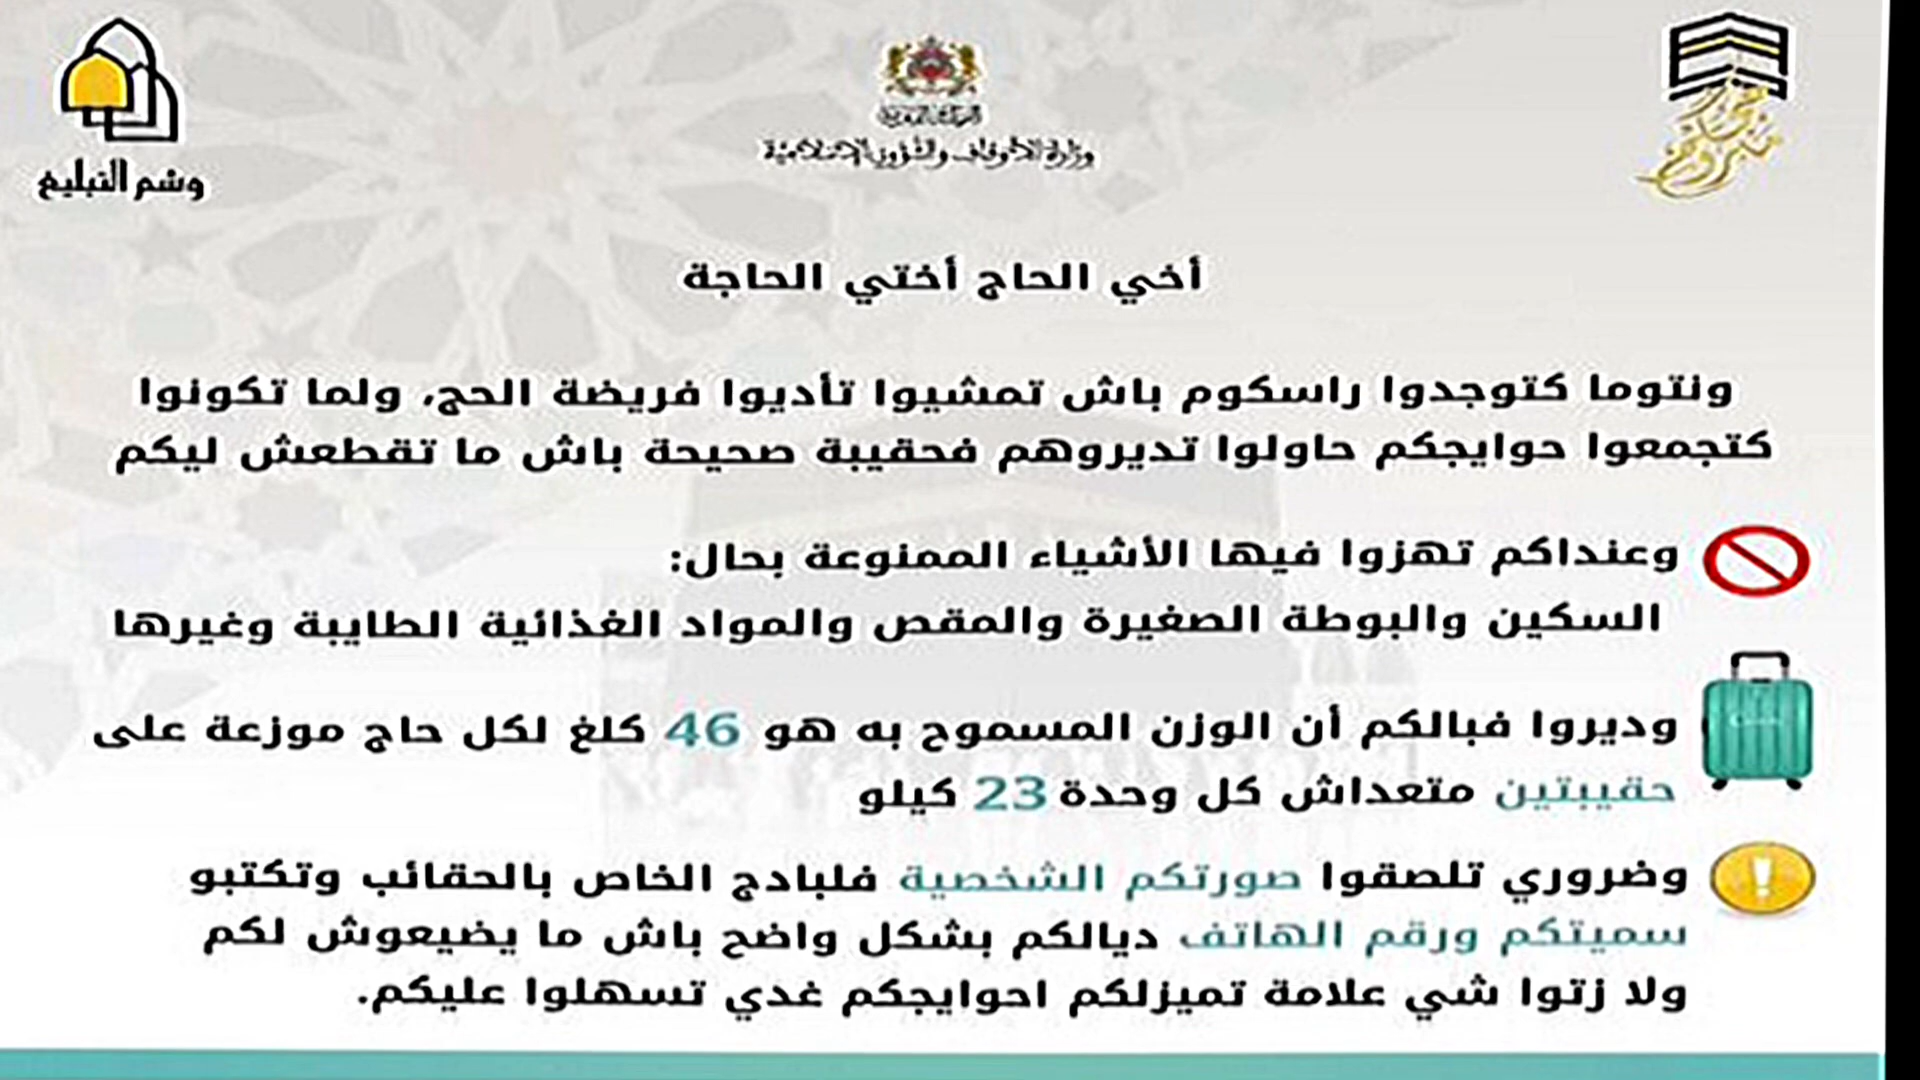 وشم التبليغ
المملكة المغربية
وزارة الأوقاف والشؤون الإسلامية
أخي الحاج أختي الحاجة
ونتوما كتوجدوا راسكوم باش تمشيوا تأديوا فريضة الحج، ولما تكونوا
كتجمعوا حوايجكم حاولوا تديروهم فحقيبة صحيحة باش ما تقطعش ليكم
وعنداكم تهزوا فيها الأشياء الممنوعة بحال:
السكين والبوطة الصغيرة والمقص والمواد الغذائية الطايبة وغيرها
وديروا فبالكم أن الوزن المسموح به هو 46 كلغ لكل حاج موزعة على
حقيبتين متعداش كل وحدة 23 كيلو
وضروري تلصقوا صورتكم الشخصية فلبادج الخاص بالحقائب وتكتبو
سميتكم ورقم الهاتف ديالكم بشكل واضح باش ما يضيعوش لكم
ولا زتوا شي علامة تميزلكم احوايجكم غدي تسهلوا عليكم.